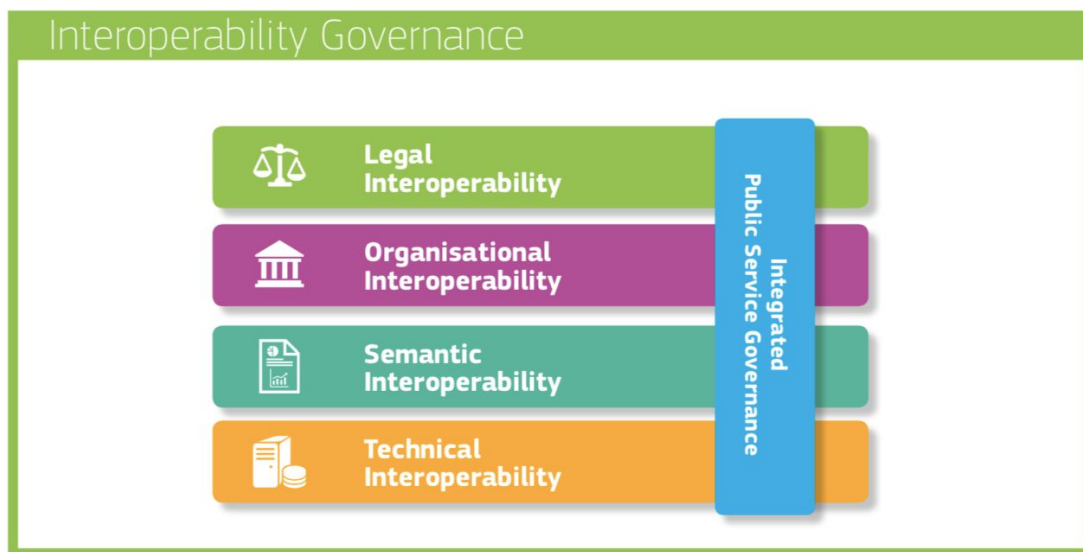 Interoperability Governance
Legal
Interoperability
Organisational
Interoperability
Semantic
Interoperability
Technical
Interoperability
Integrated
Public Service Governance